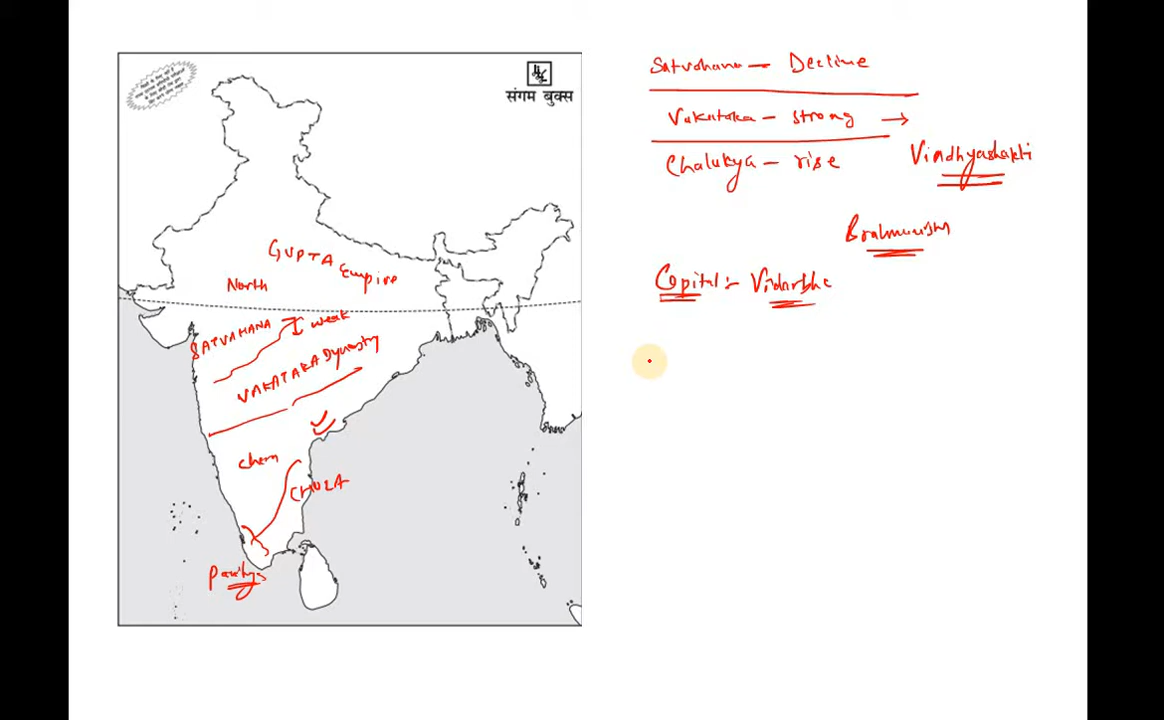 संगम बुक्स
GUPTA
Empire
North
SATVAHANA
I weak
VAKATAKA Dynasty
Chera
CHOLA
Pandya
Satvahana — Decline
Vakataka — strong →
Chalukya — rise
Vindhyashakti
Brahmanism
Capital :- Vidarbha